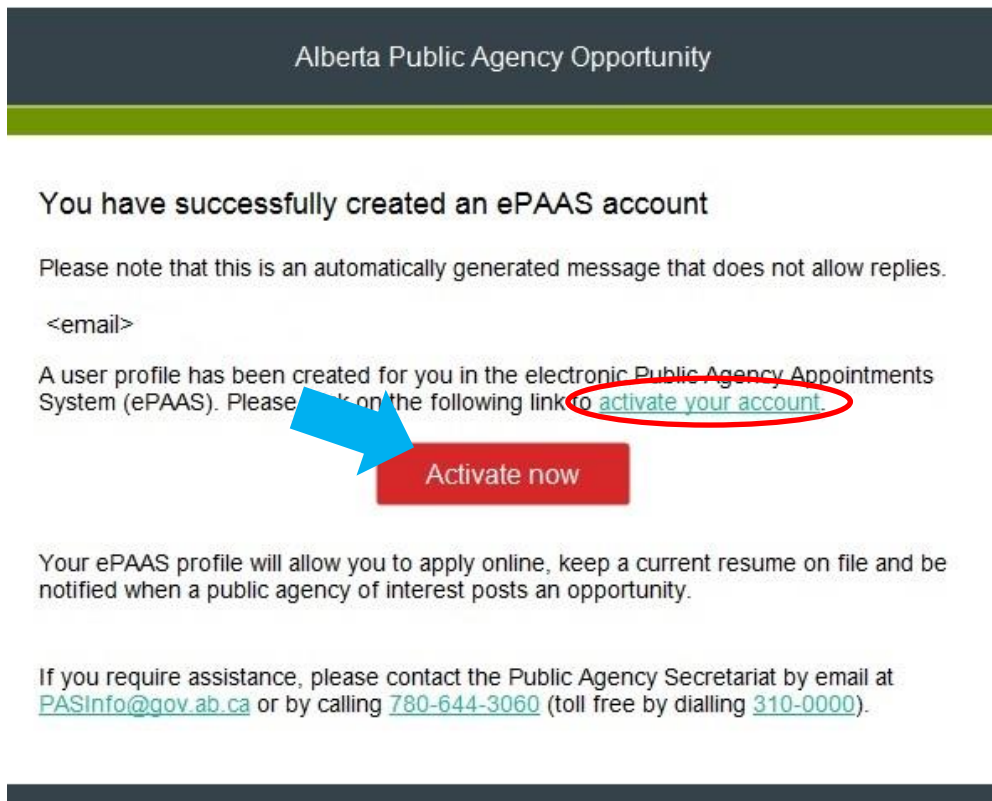 Alberta Public Agency Opportunity
You have successfully created an ePAAS account
Please note that this is an automatically generated message that does not allow replies.
<email>
A user profile has been created for you in the electronic Public Agency Appointments
System (ePAAS). Please on the following link to activate your account.
Activate now
Your ePAAS profile will allow you to apply online, keep a current resume on file and be
notified when a public agency of interest posts an opportunity.
If you require assistance, please contact the Public Agency Secretariat by email at
PASInfo@gov.ab.ca or by calling 780-644-3060 (toll free by dialling 310-0000).